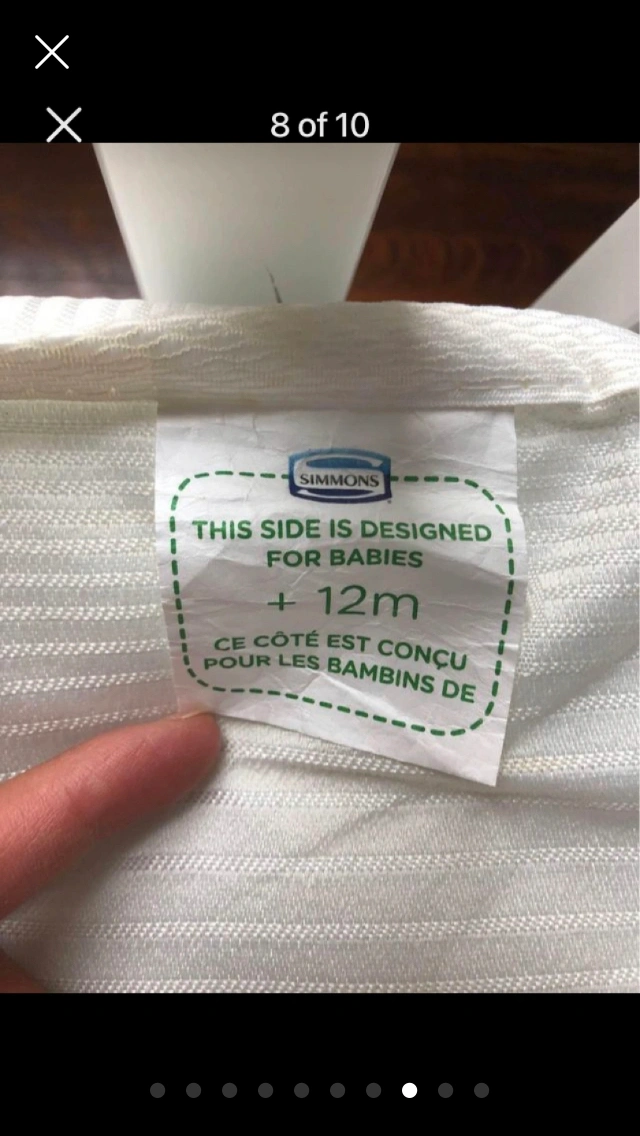 8 of 10
SIMMONS
THIS SIDE IS DESIGNED
FOR BABIES
+ 12m
CE CÔTÉ EST CONÇU
POUR LES BAMBINS DE